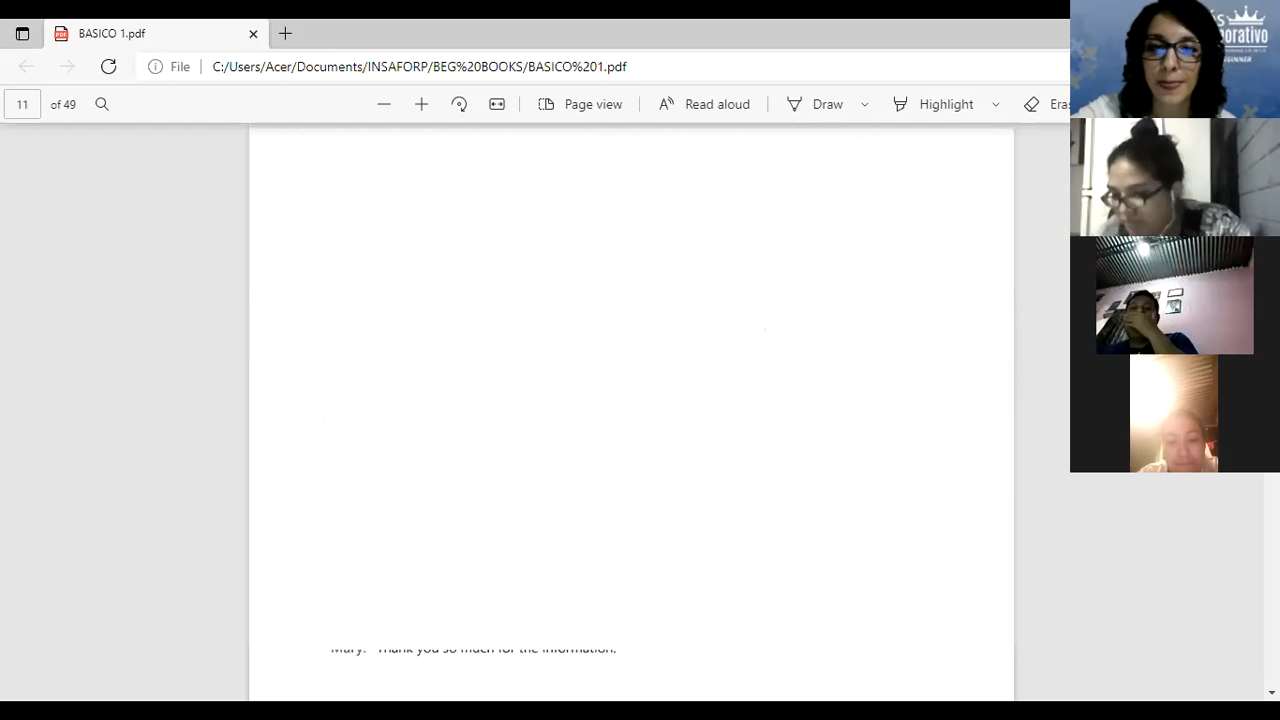 BASICO 1.pdf
File C:/Users/Acer/Documents/INSAFORP/BEG%20BOOKS/BASICO%201.pdf
11 of 49 Page view Read aloud Draw Highlight Eras
Mary: Thank you so much for the information.